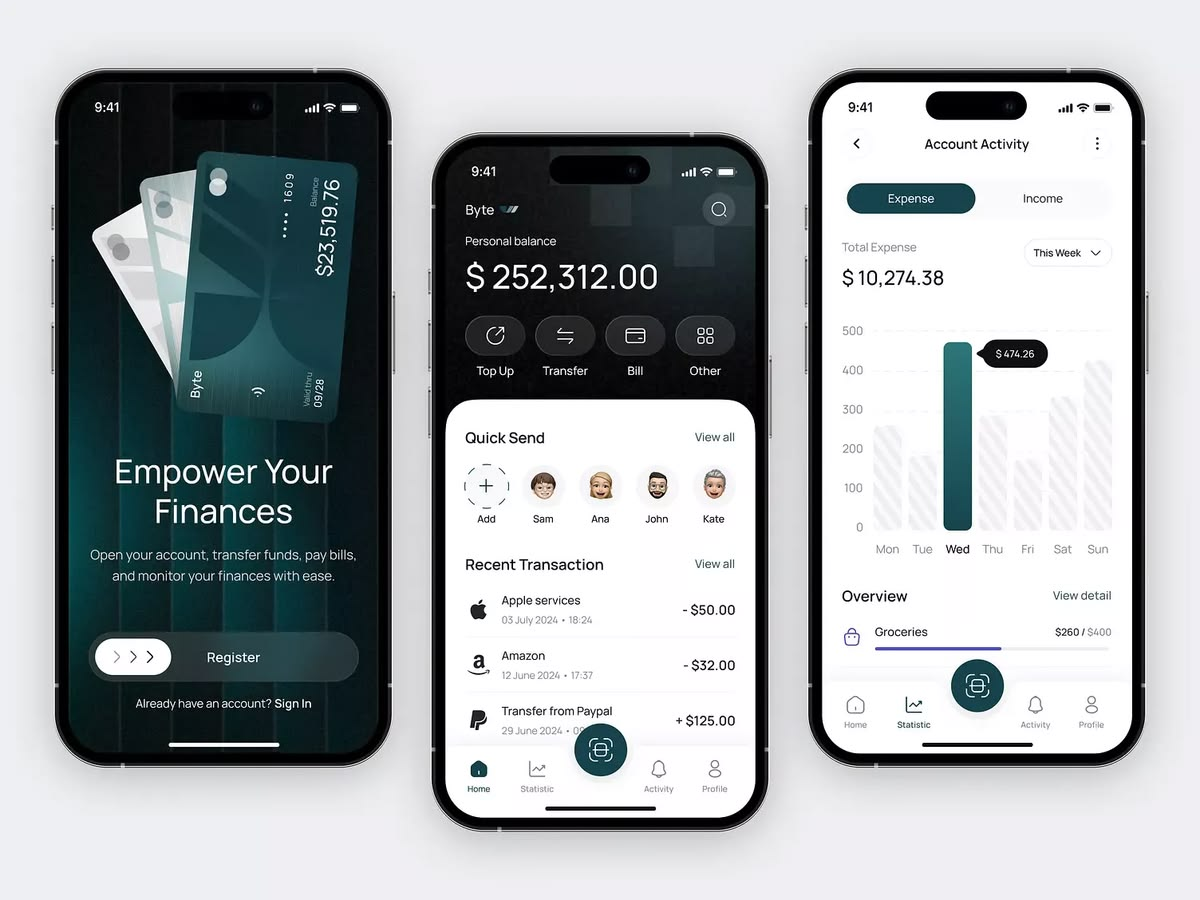 9:41
•••• 1609
Balance
$23,519.76
Byte
Valid thru
09/28
Empower Your
Finances
Open your account, transfer funds, pay bills,
and monitor your finances with ease.
Register
Already have an account? Sign In
9:41
Byte
Personal balance
$ 252,312.00
Top Up Transfer Bill Other
Quick Send View all
Add Sam Ana John Kate
Recent Transaction View all
Apple services
- $50.00
03 July 2024 • 18:24
Amazon
- $32.00
12 June 2024 • 17:37
Transfer from Paypal
+ $125.00
29 June 2024 •
Home Statistic Activity Profile
9:41
Account Activity
Expense Income
Total Expense
This Week
$ 10,274.38
500
$ 474.26
400
300
200
100
0
Mon Tue Wed Thu Fri Sat Sun
Overview View detail
Groceries $260 / $400
Home Statistic Activity Profile